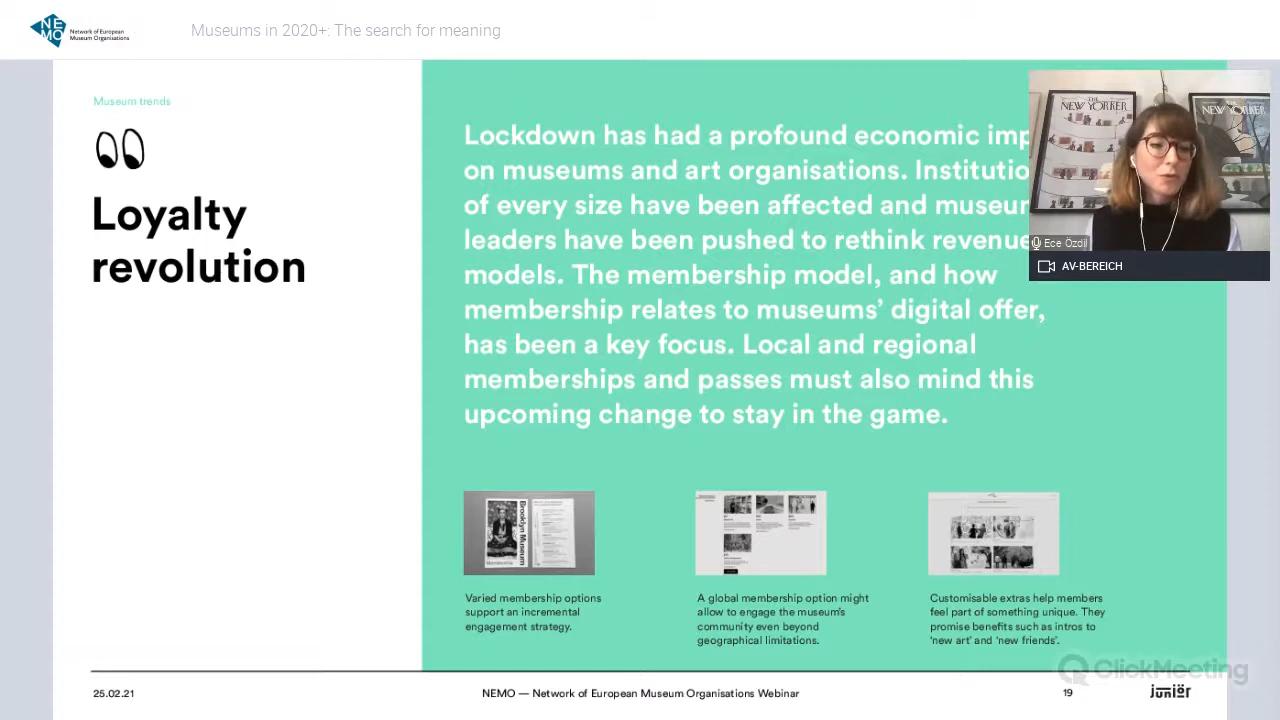 NE
MO
Network of European
Museum Organisations
Museums in 2020+: The search for meaning
Museum trends
Loyalty
revolution
Lockdown has had a profound economic imp
on museums and art organisations. Institutio
of every size have been affected and museum
leaders have been pushed to rethink revenue
models. The membership model, and how
membership relates to museums’ digital offer,
has been a key focus. Local and regional
memberships and passes must also mind this
upcoming change to stay in the game.
THE
NEW YORKER
THE
NEW YORKER
Ece Özdil
AV-BEREICH
Brooklyn Museum
Varied membership options
support an incremental
engagement strategy.
A global membership option might
allow to engage the museum’s
community even beyond
geographical limitations.
Customisable extras help members
feel part of something unique. They
promise benefits such as intros to
‘new art’ and ‘new friends’.
ClickMeeting
25.02.21
NEMO — Network of European Museum Organisations Webinar
19
juniör